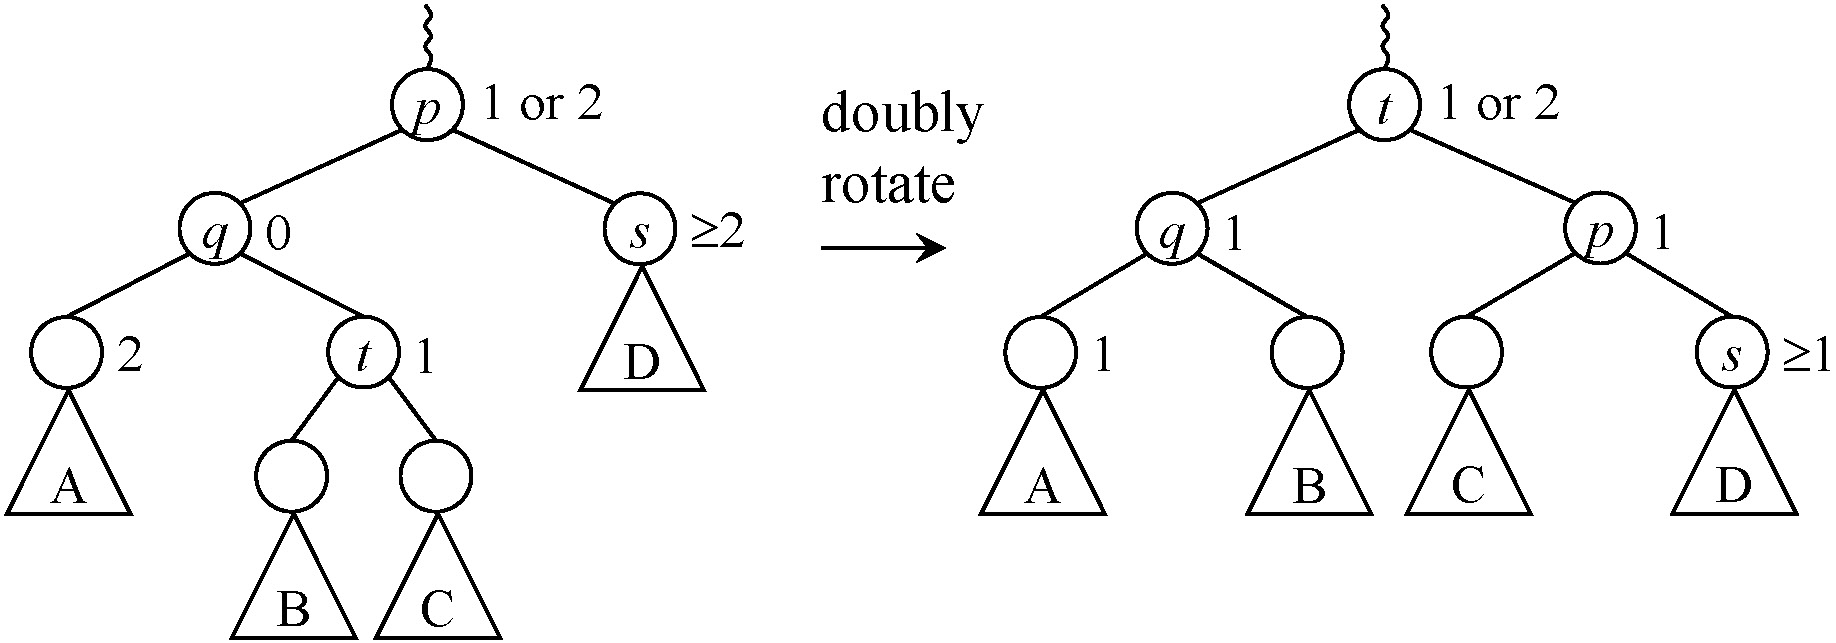 p 1 or 2
q 0
s ≥2
2
t 1
A
B
C
D
doubly
rotate
t 1 or 2
q 1
p 1
1
s ≥1
A
B
C
D